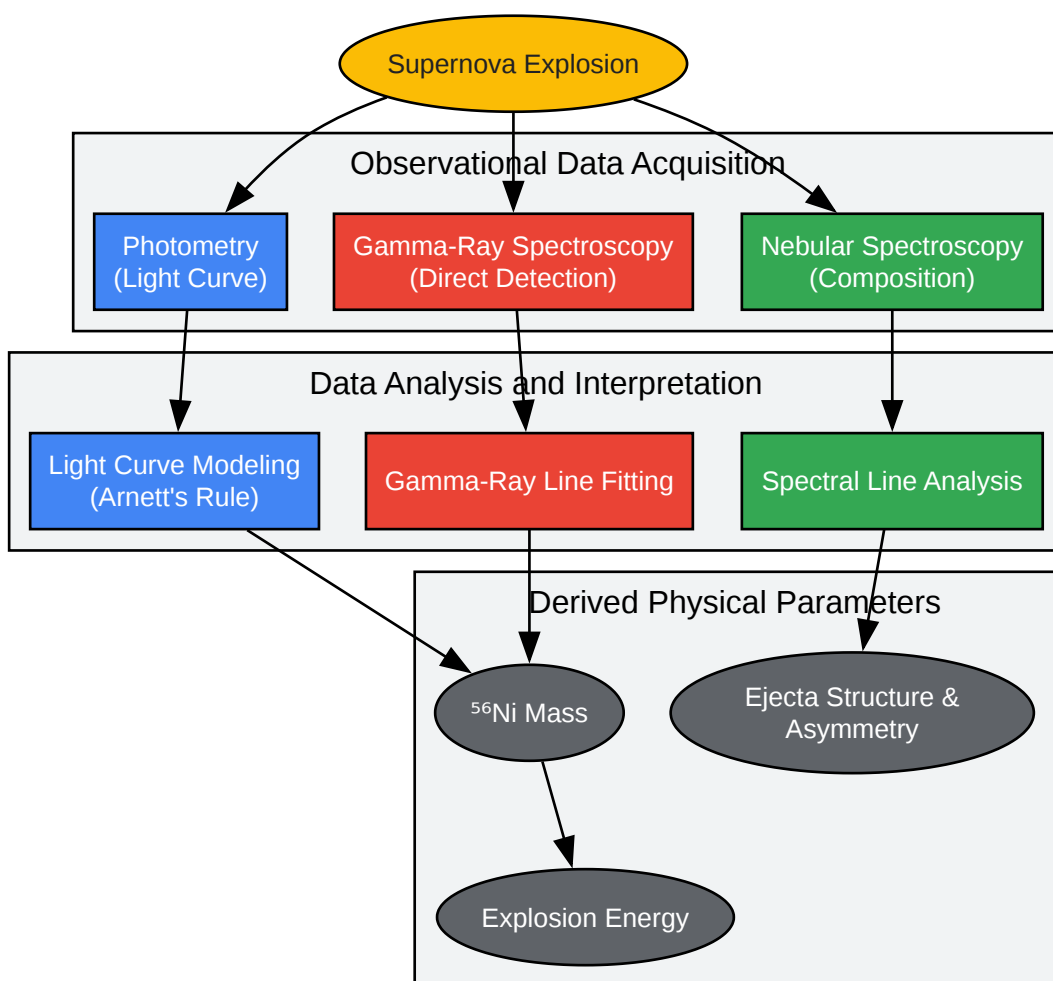 Supernova Explosion
Observational Data Acquisition
Photometry
(Light Curve)
Gamma-Ray Spectroscopy
(Direct Detection)
Nebular Spectroscopy
(Composition)
Data Analysis and Interpretation
Light Curve Modeling
(Arnett's Rule)
Gamma-Ray Line Fitting
Spectral Line Analysis
Derived Physical Parameters
⁵⁶Ni Mass
Ejecta Structure &
Asymmetry
Explosion Energy